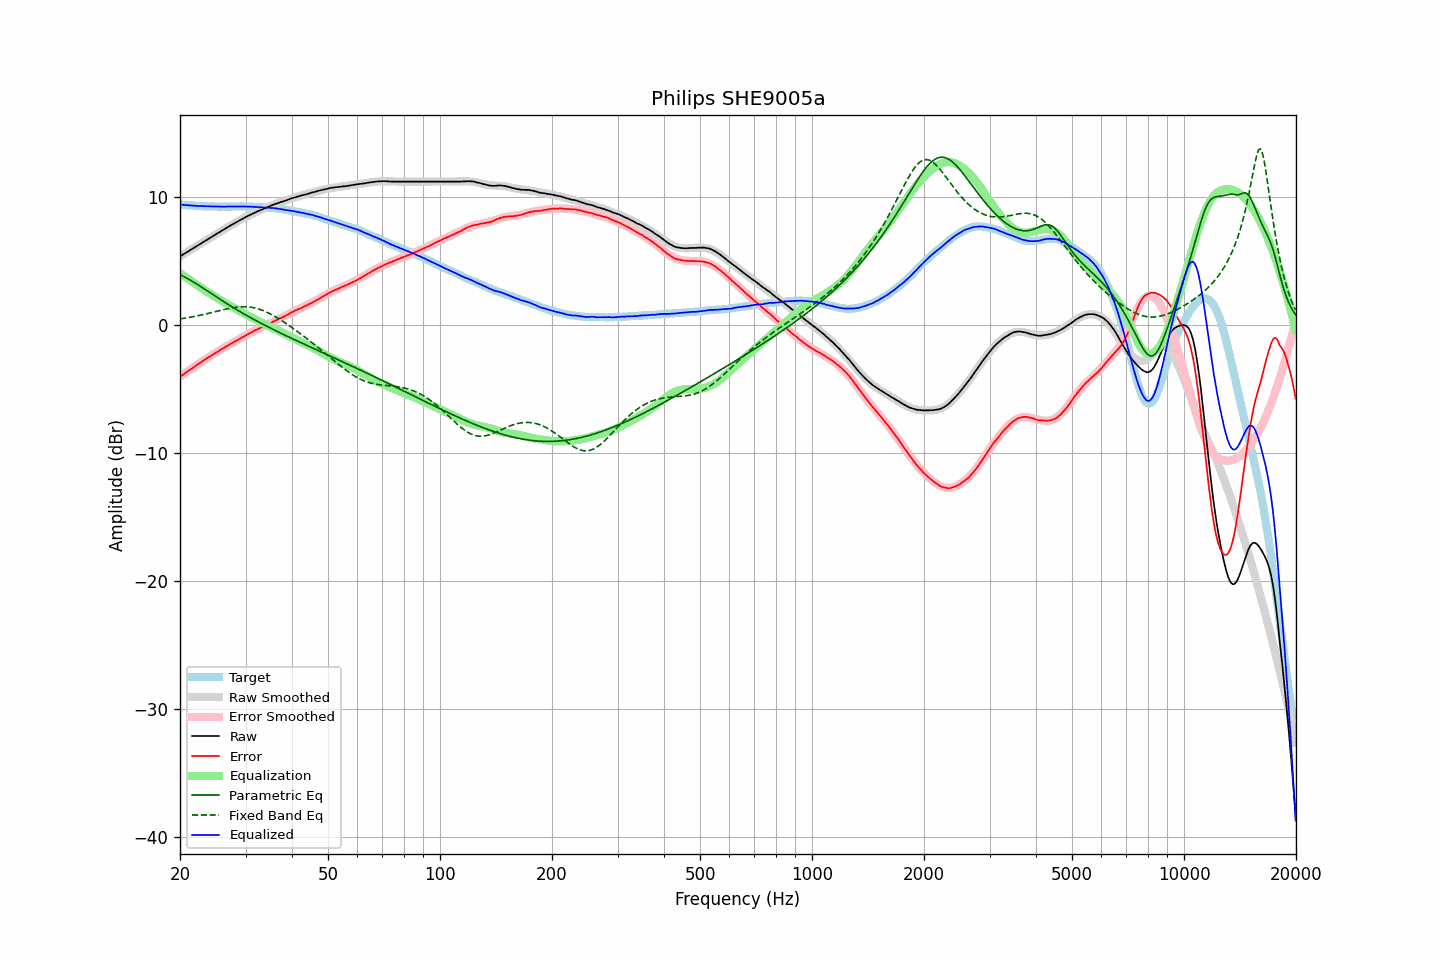 Philips SHE9005a
Amplitude (dBr)
10
0
−10
−20
−30
−40
Target
Raw Smoothed
Error Smoothed
Raw
Error
Equalization
Parametric Eq
Fixed Band Eq
Equalized
20 50 100 200 500 1000 2000 5000 10000 20000
Frequency (Hz)